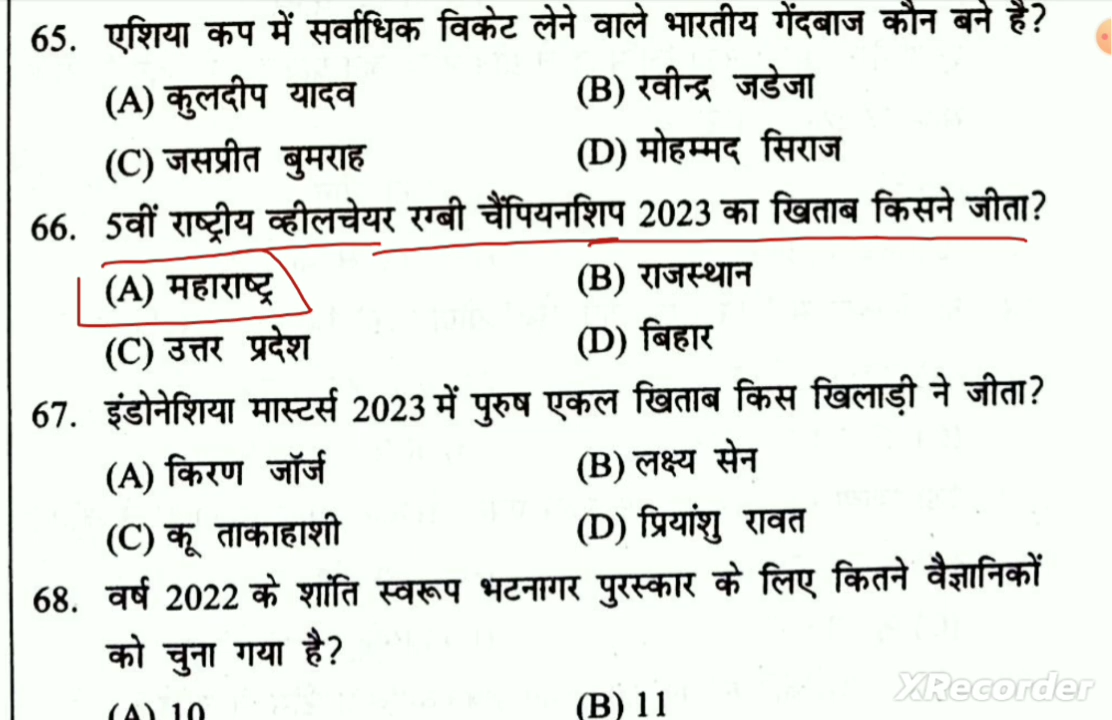 65. एशिया कप में सर्वाधिक विकेट लेने वाले भारतीय गेंदबाज कौन बने है?
(A) कुलदीप यादव (B) रवीन्द्र जडेजा
(C) जसप्रीत बुमराह (D) मोहम्मद सिराज
66. 5वीं राष्ट्रीय व्हीलचेयर रग्बी चैंपियनशिप 2023 का खिताब किसने जीता?
(A) महाराष्ट्र (B) राजस्थान
(C) उत्तर प्रदेश (D) बिहार
67. इंडोनेशिया मास्टर्स 2023 में पुरुष एकल खिताब किस खिलाड़ी ने जीता?
(A) किरण जॉर्ज (B) लक्ष्य सेन
(C) कू ताकाहाशी (D) प्रियांशु रावत
68. वर्ष 2022 के शांति स्वरूप भटनागर पुरस्कार के लिए कितने वैज्ञानिकों
को चुना गया है?
(A) 10 (B) 11
XRecorder